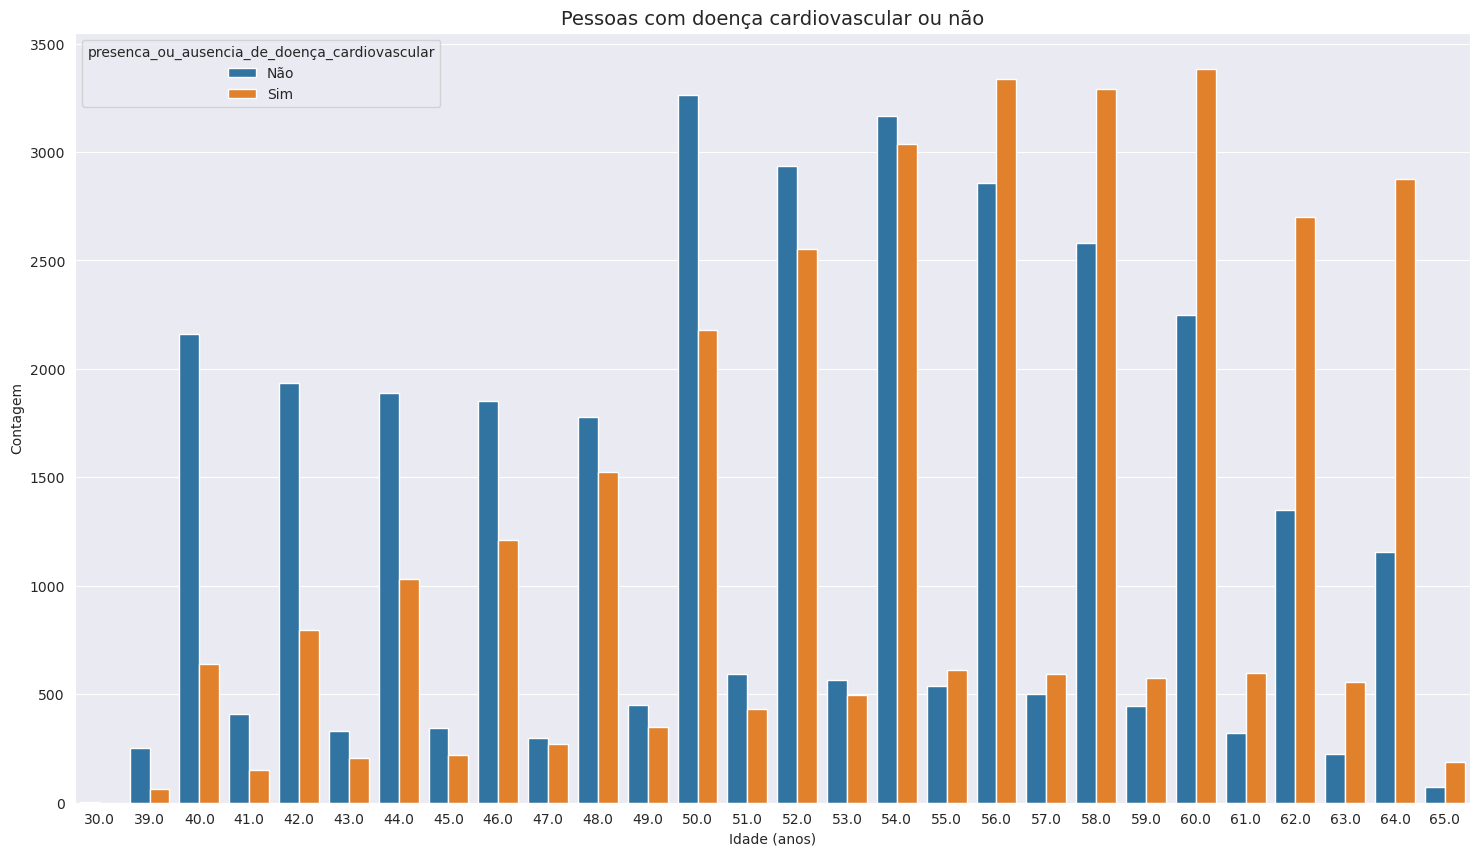 Pessoas com doença cardiovascular ou não
presenca_ou_ausencia_de_doença_cardiovascular
Não
Sim
3500
3000
2500
2000
1500
1000
500
0
Contagem
30.0 39.0 40.0 41.0 42.0 43.0 44.0 45.0 46.0 47.0 48.0 49.0 50.0 51.0 52.0 53.0 54.0 55.0 56.0 57.0 58.0 59.0 60.0 61.0 62.0 63.0 64.0 65.0
Idade (anos)